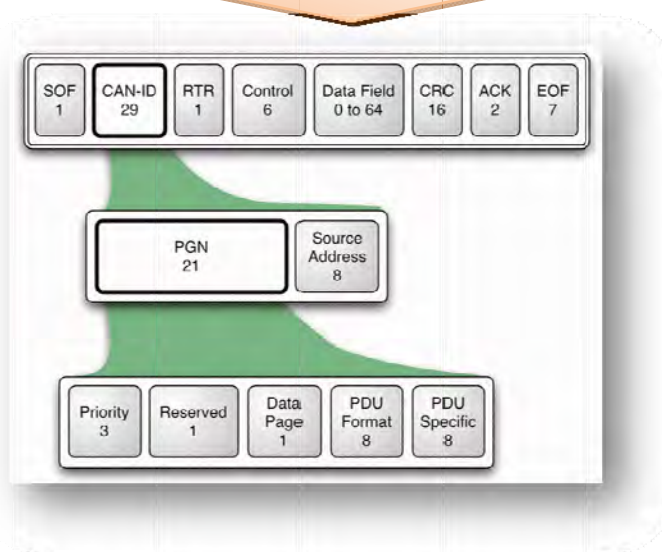 SOF CAN-ID RTR Control Data Field CRC ACK EOF
1 29 1 6 0 to 64 16 2 7
PGN
21
Source
Address
8
Priority
3
Reserved
1
Data
Page
1
PDU
Format
8
PDU
Specific
8